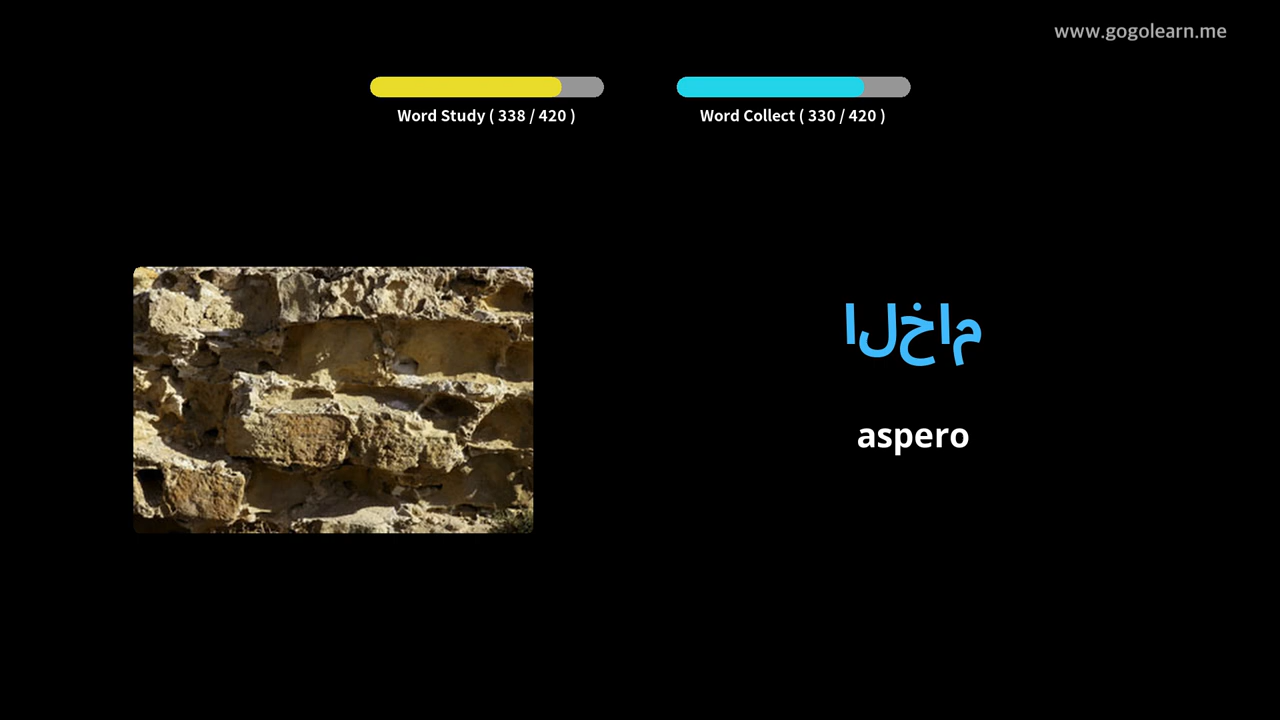 www.gogolearn.me
Word Study ( 338 / 420 )
Word Collect ( 330 / 420 )
الخام
aspero